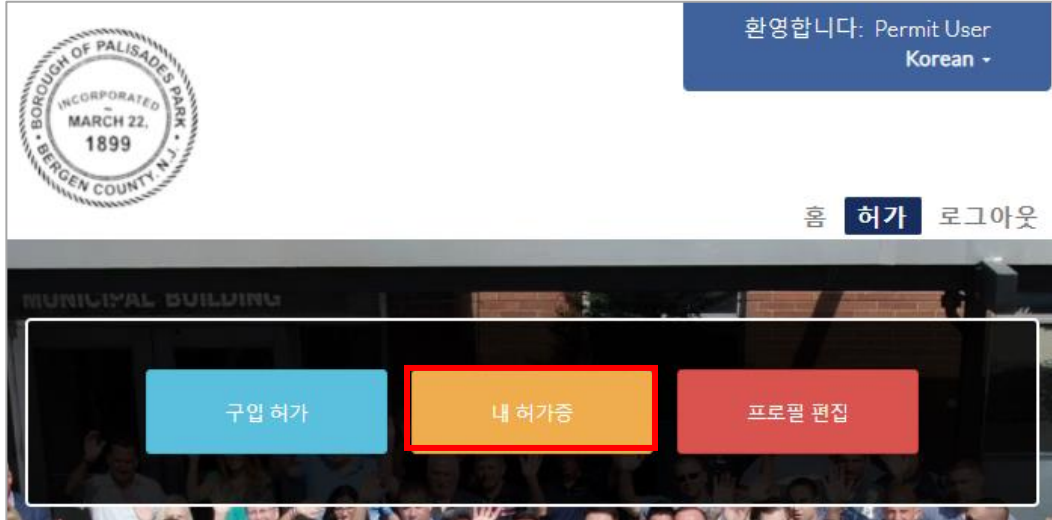 BOROUGH OF PALISADES PARK
BERGEN COUNTY, N.J.
INCORPORATED
MARCH 22,
1899
환영합니다: Permit User
Korean
홈 허가 로그아웃
MUNICIPAL BUILDING
구입 허가 내 허가증 프로필 편집